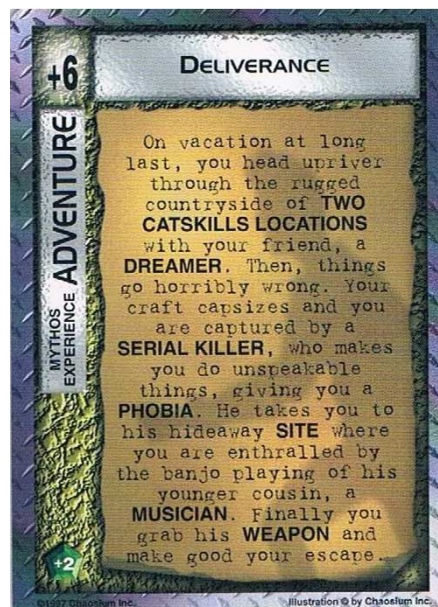 +6
DELIVERANCE
MYTHOS
EXPERIENCE ADVENTURE
On vacation at long
last, you head upriver
through the rugged
countryside of TWO
CATSKILLS LOCATIONS
with your friend, a
DREAMER. Then, things
go horribly wrong. Your
craft capsizes and you
are captured by a
SERIAL KILLER, who makes
you do unspeakable
things, giving you a
PHOBIA. He takes you to
his hideaway SITE where
you are enthralled by
the banjo playing of his
younger cousin, a
MUSICIAN. Finally you
grab his WEAPON and
make good your escape.
+2
©1997 Chaosium Inc.
Illustration © by Chaosium Inc.